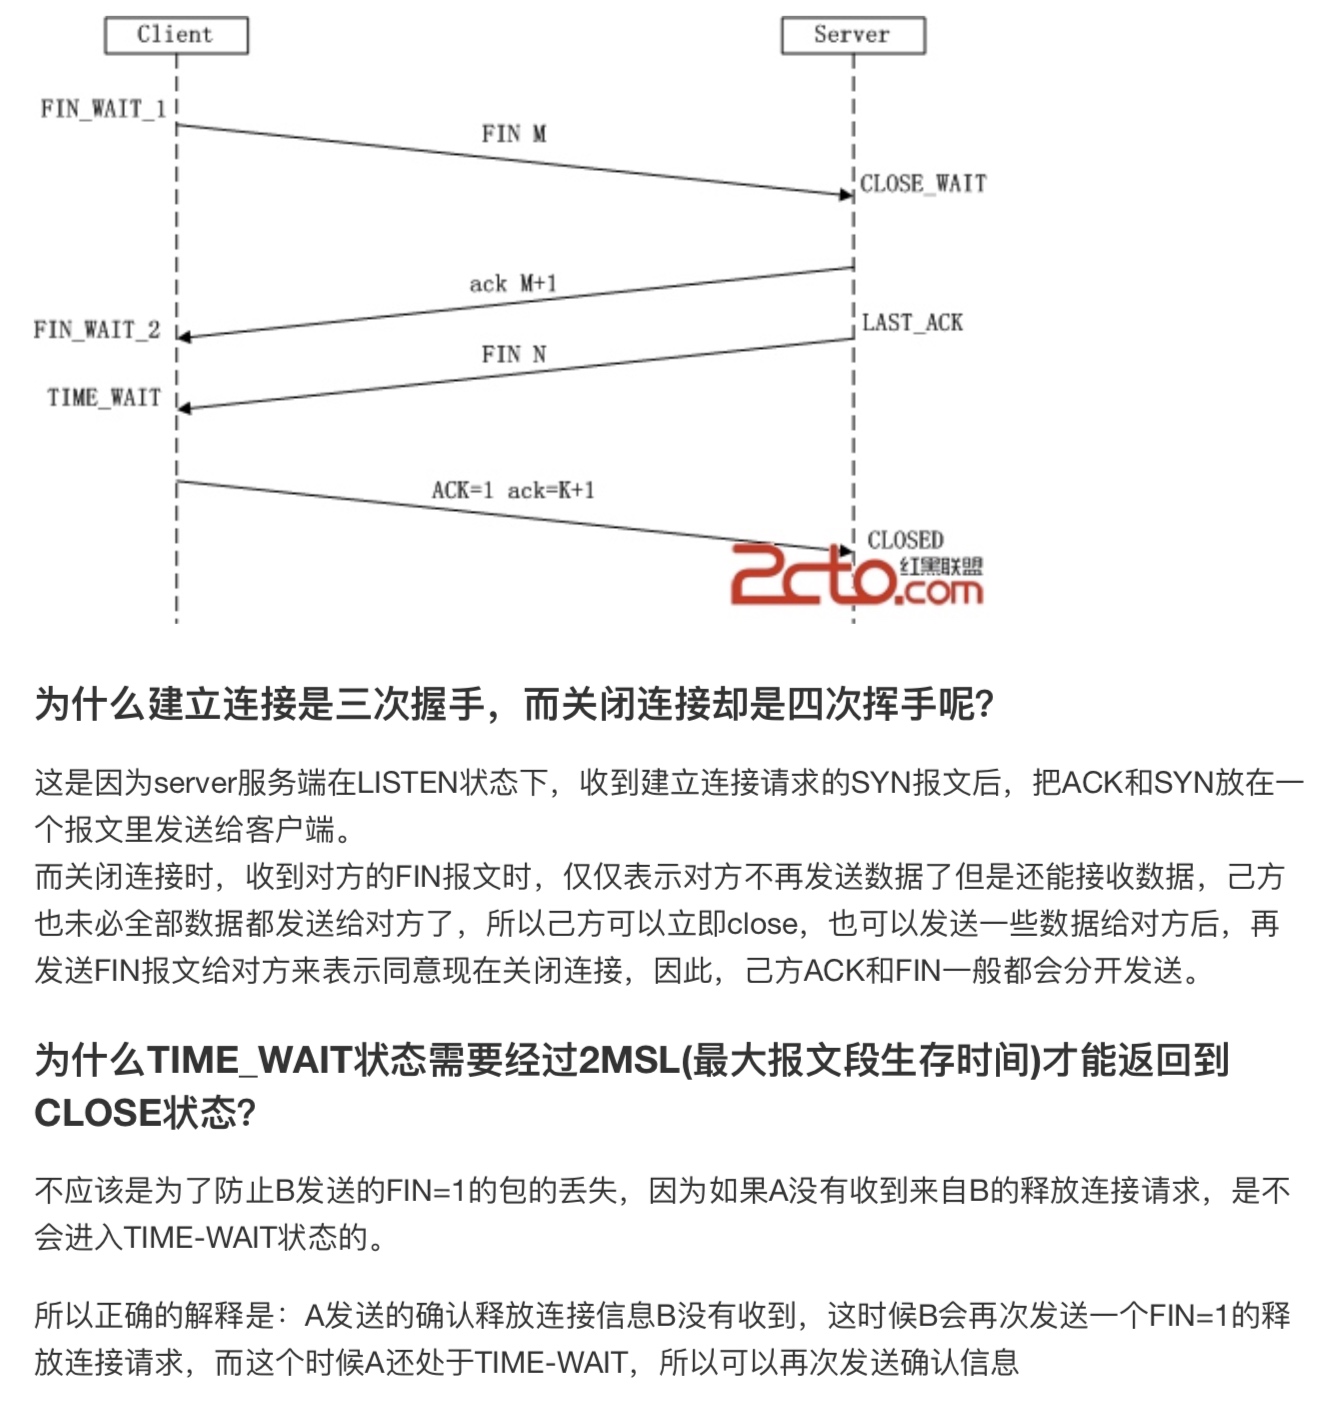 Client
Server
FIN_WAIT_1
FIN M
CLOSE_WAIT
ack M+1
FIN_WAIT_2
LAST_ACK
FIN N
TIME_WAIT
ACK=1 ack=K+1
CLOSED
2cto.com
红黑联盟
为什么建立连接是三次握手，而关闭连接却是四次挥手呢？
这是因为server服务端在LISTEN状态下，收到建立连接请求的SYN报文后，把ACK和SYN放在一
个报文里发送给客户端。
而关闭连接时，收到对方的FIN报文时，仅仅表示对方不再发送数据了但是还能接收数据，己方
也未必全部数据都发送给对方了，所以己方可以立即close，也可以发送一些数据给对方后，再
发送FIN报文给对方来表示同意现在关闭连接，因此，己方ACK和FIN一般都会分开发送。
为什么TIME_WAIT状态需要经过2MSL(最大报文段生存时间)才能返回到
CLOSE状态？
不应该是为了防止B发送的FIN=1的包的丢失，因为如果A没有收到来自B的释放连接请求，是不
会进入TIME-WAIT状态的。
所以正确的解释是：A发送的确认释放连接信息B没有收到，这时候B会再次发送一个FIN=1的释
放连接请求，而这个时候A还处于TIME-WAIT，所以可以再次发送确认信息